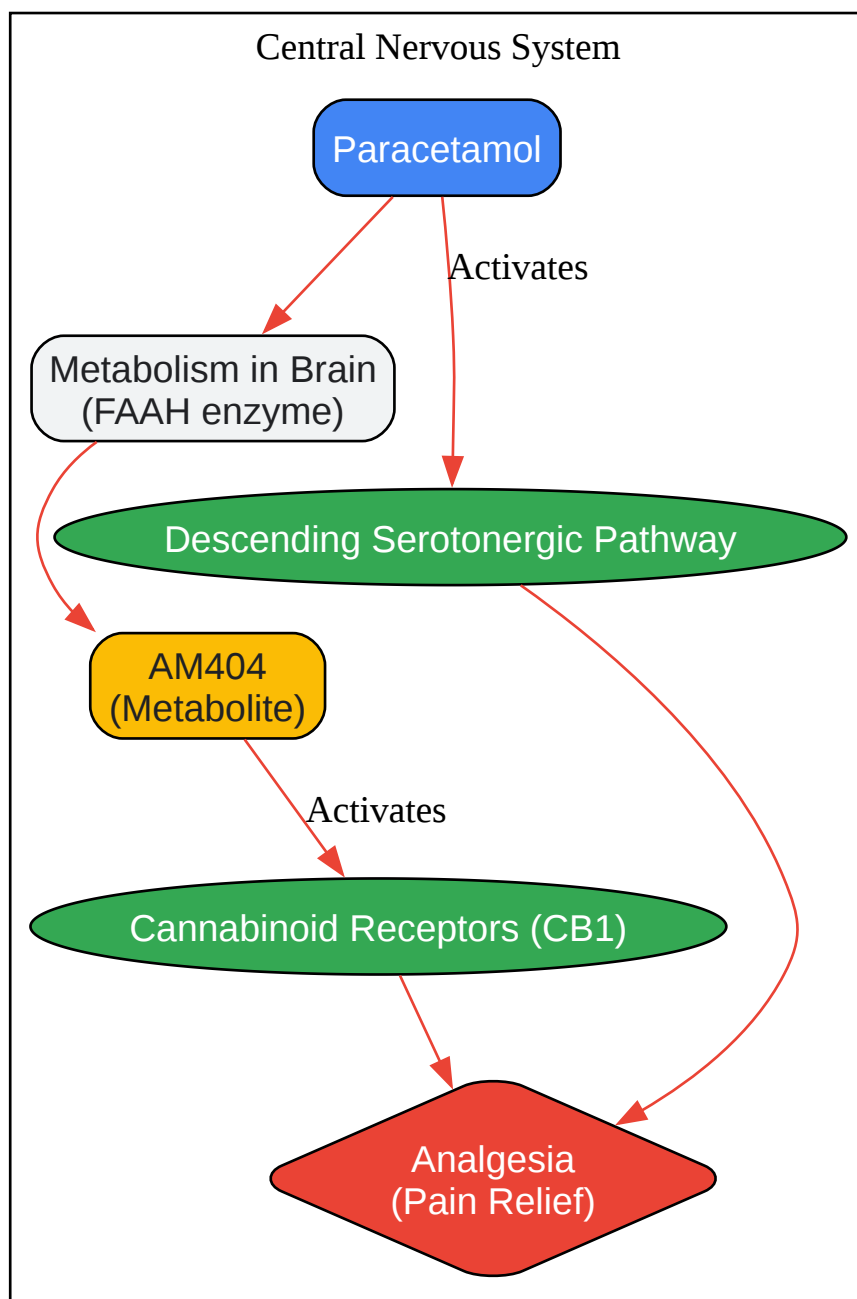 Central Nervous System
Paracetamol
Activates
Metabolism in Brain
(FAAH enzyme)
Descending Serotonergic Pathway
AM404
(Metabolite)
Activates
Cannabinoid Receptors (CB1)
Analgesia
(Pain Relief)